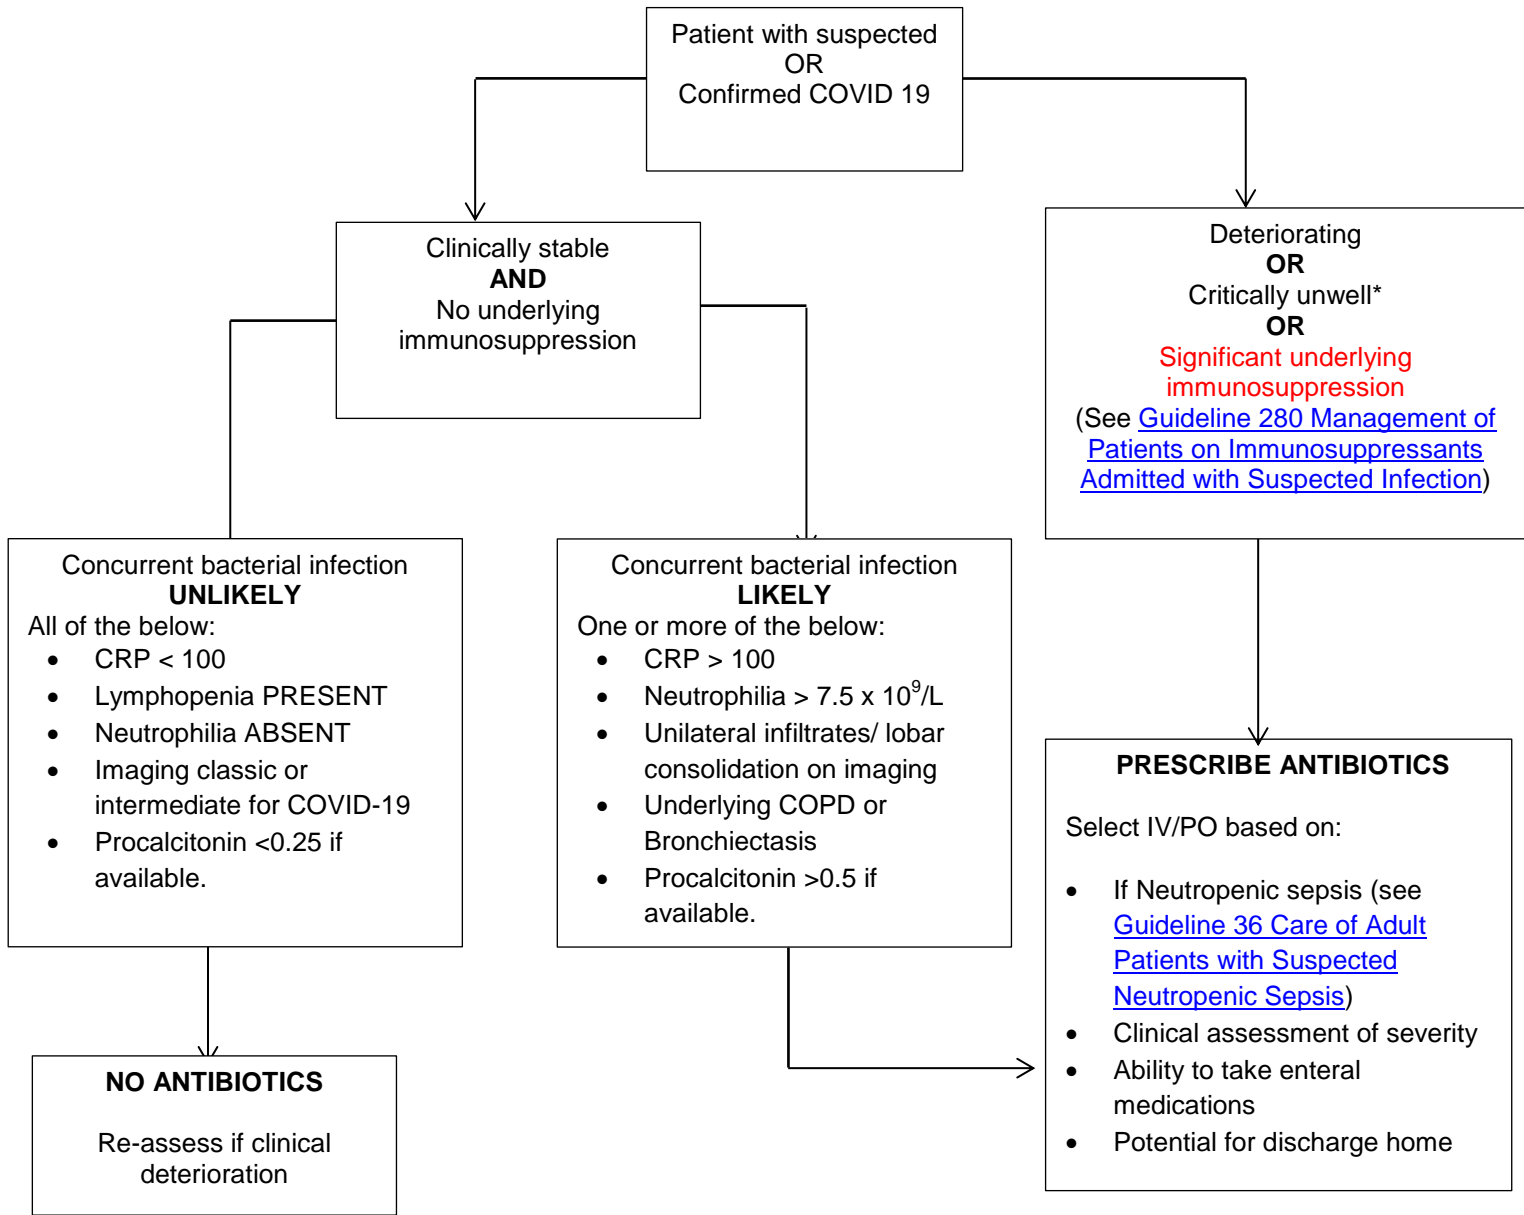 Patient with suspected
OR
Confirmed COVID 19
Clinically stable
AND
No underlying
immunosuppression
Deteriorating
OR
Critically unwell*
OR
Significant underlying
immunosuppression
(See Guideline 280 Management of
Patients on Immunosuppressants
Admitted with Suspected Infection)
Concurrent bacterial infection
UNLIKELY
All of the below:
• CRP < 100
• Lymphopenia PRESENT
• Neutrophilia ABSENT
• Imaging classic or
intermediate for COVID-19
• Procalcitonin <0.25 if
available.
Concurrent bacterial infection
LIKELY
One or more of the below:
• CRP > 100
• Neutrophilia > 7.5 x 10⁹/L
• Unilateral infiltrates/ lobar
consolidation on imaging
• Underlying COPD or
Bronchiectasis
• Procalcitonin >0.5 if
available.
PRESCRIBE ANTIBIOTICS
Select IV/PO based on:
• If Neutropenic sepsis (see
Guideline 36 Care of Adult
Patients with Suspected
Neutropenic Sepsis)
• Clinical assessment of severity
• Ability to take enteral
medications
• Potential for discharge home
NO ANTIBIOTICS
Re-assess if clinical
deterioration